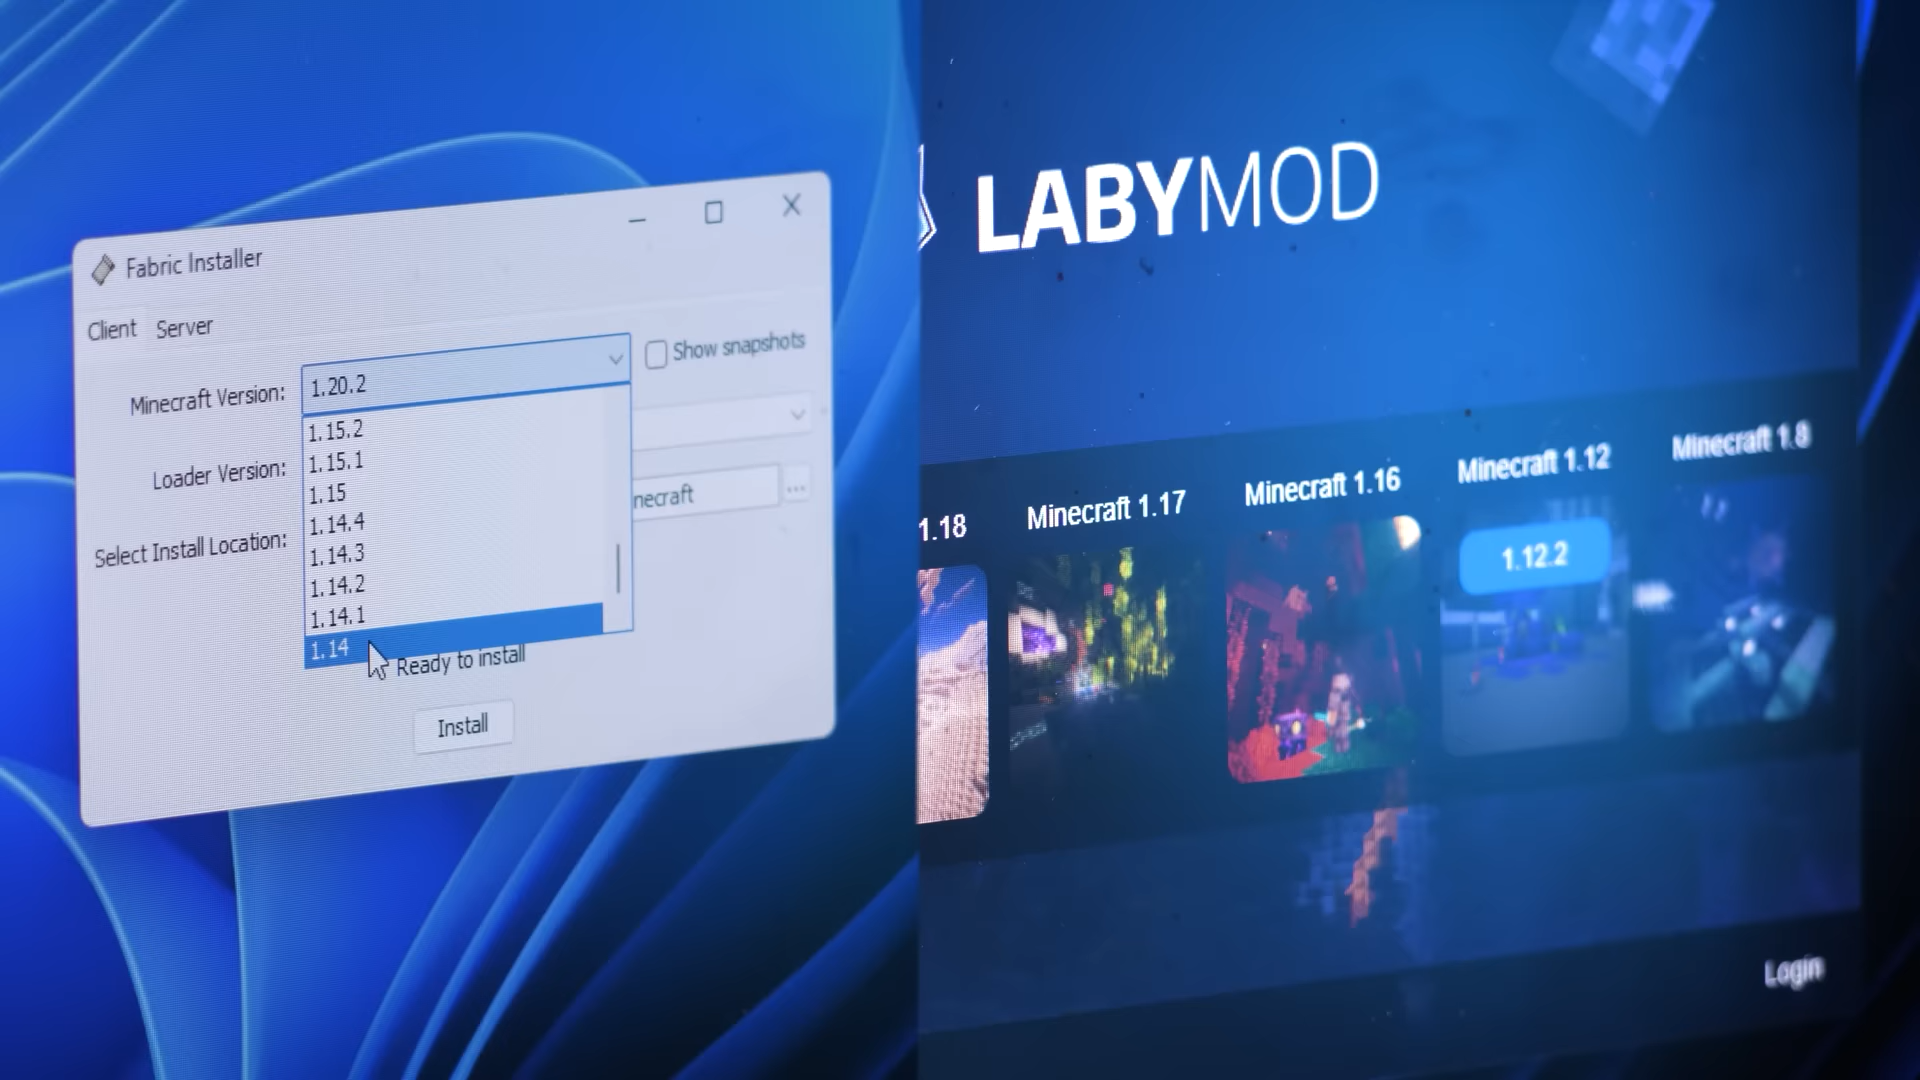 Fabric Installer
Client Server
Minecraft Version: 1.20.2 Show snapshots
1.15.2
1.15.1
Loader Version:
1.15
necraft ...
1.14.4
Select Install Location:
1.14.3
1.14.2
1.14.1
1.14
Ready to install
Install
LABYMOD
1.18 Minecraft 1.17 Minecraft 1.16 Minecraft 1.12 Minecraft 1.8
1.12.2
Login